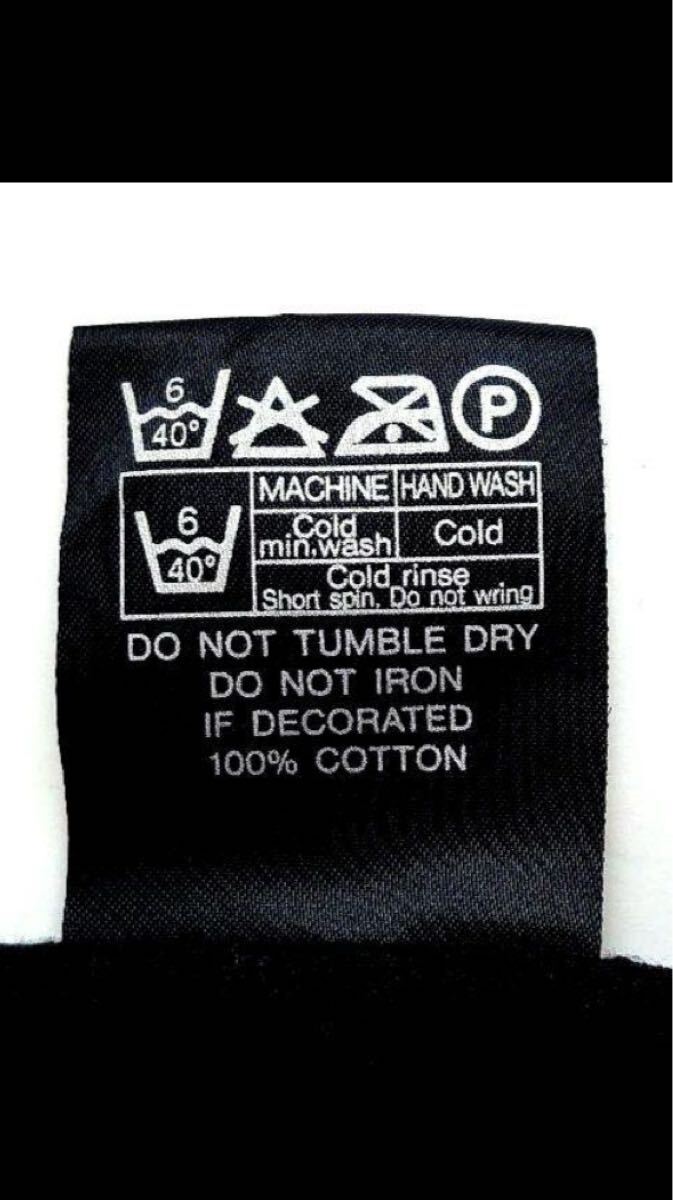 6
40°
P
6
40°
MACHINE HAND WASH
Cold
min.wash
Cold
Cold rinse
Short spin. Do not wring
DO NOT TUMBLE DRY
DO NOT IRON
IF DECORATED
100% COTTON